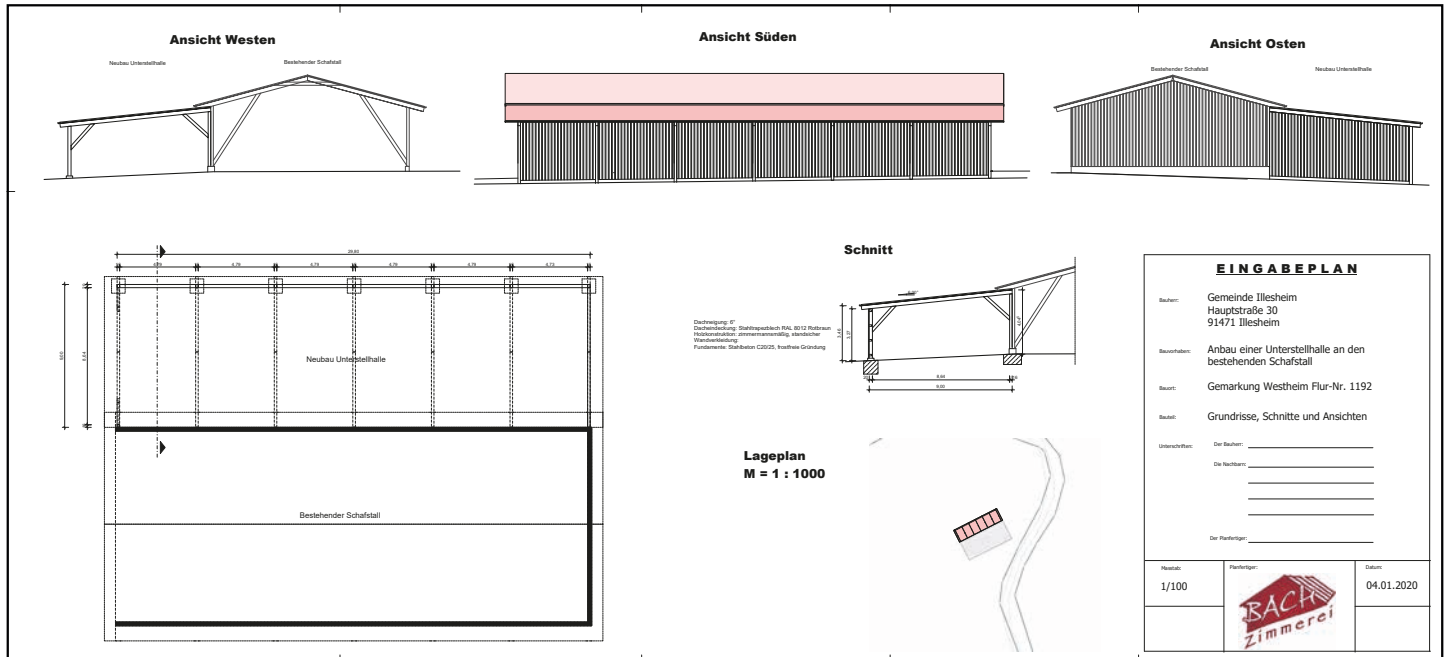 Ansicht Westen
Neubau Unterstellhalle
Bestehender Schafstall
Ansicht Süden
Ansicht Osten
Bestehender Schafstall
Neubau Unterstellhalle
29,90
4,79 4,79 4,79 4,79 4,73
9,00
8,64
Neubau Unterstellhalle
Bestehender Schafstall
Schnitt
Dachneigung: 6°
Dacheindeckung: Stahltrapezblech RAL 8012 Rotbraun
Holzkonstruktion: zimmermannsmäßig, standsicher
Wandverkleidung:
Fundamente: Stahlbeton C20/25, frostfreie Gründung
8,64
9,00
Lageplan
M = 1 : 1000
EINGABEPLAN
Bauherr:
Gemeinde Illesheim
Hauptstraße 30
91471 Illesheim
Bauvorhaben:
Anbau einer Unterstellhalle an den
bestehenden Schafstall
Bauort:
Gemarkung Westheim Flur-Nr. 1192
Bauteil:
Grundrisse, Schnitte und Ansichten
Unterschriften:
Der Bauherr:
Die Nachbarn:
Der Planfertiger:
Massstab:
1/100
Planfertiger:
BACH
Zimmerei
Datum:
04.01.2020